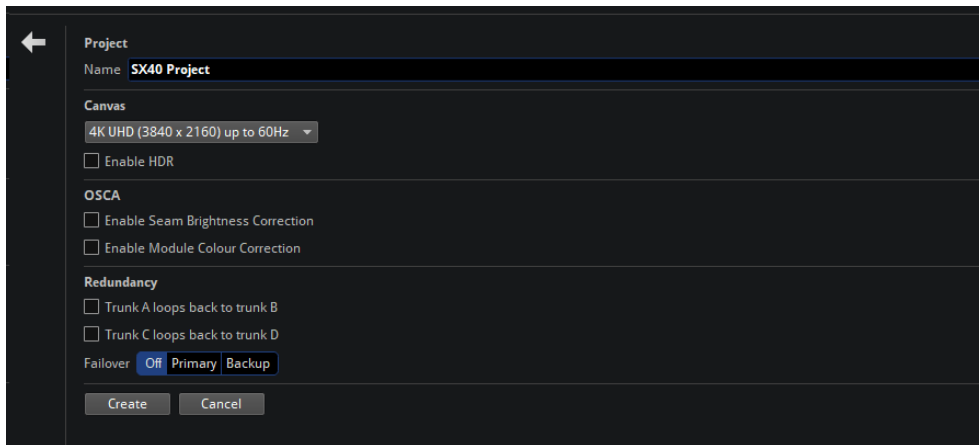 Project
Name SX40 Project
Canvas
4K UHD (3840 x 2160) up to 60Hz
Enable HDR
OSCA
Enable Seam Brightness Correction
Enable Module Colour Correction
Redundancy
Trunk A loops back to trunk B
Trunk C loops back to trunk D
Failover Off Primary Backup
Create Cancel